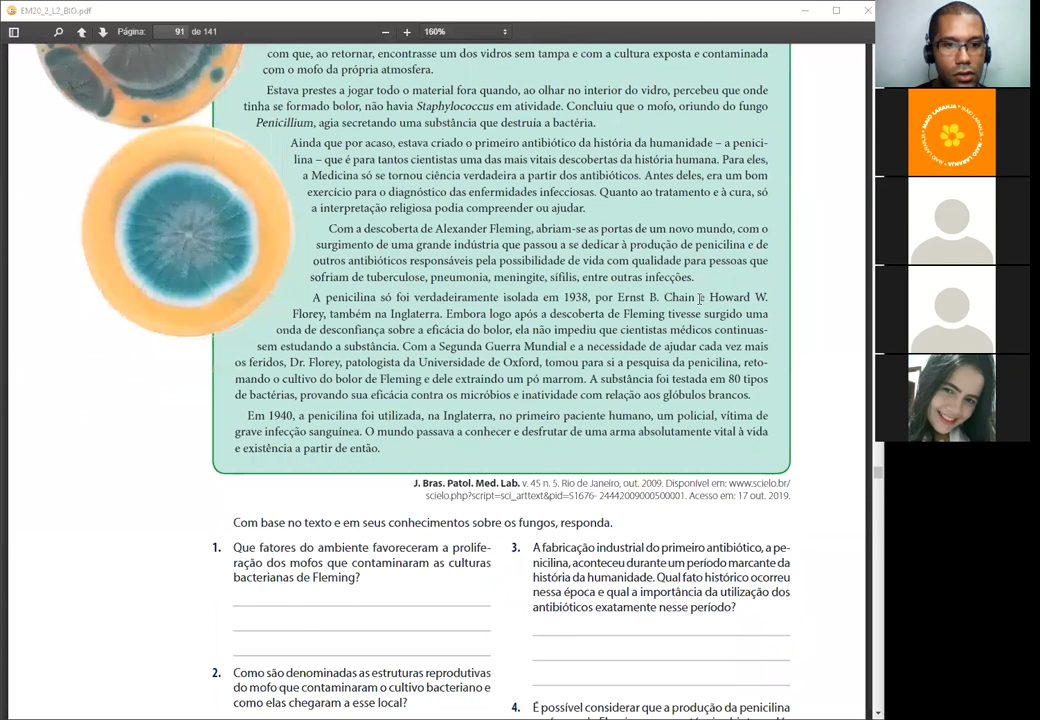 EM20_2_L2_BIO.pdf
Página: 91 de 141 160%
com que, ao retornar, encontrasse um dos vidros sem tampa e com a cultura exposta e contaminada
com o mofo da própria atmosfera.
Estava prestes a jogar todo o material fora quando, ao olhar no interior do vidro, percebeu que onde
tinha se formado bolor, não havia Staphylococcus em atividade. Concluiu que o mofo, oriundo do fungo
Penicillium, agia secretando uma substância que destruía a bactéria.
Ainda que por acaso, estava criado o primeiro antibiótico da história da humanidade – a penici-
lina – que é para tantos cientistas uma das mais vitais descobertas da história humana. Para eles,
a Medicina só se tornou ciência verdadeira a partir dos antibióticos. Antes deles, era um bom
exercício para o diagnóstico das enfermidades infecciosas. Quanto ao tratamento e à cura, só
a interpretação religiosa podia compreender ou ajudar.
Com a descoberta de Alexander Fleming, abriam-se as portas de um novo mundo, com o
surgimento de uma grande indústria que passou a se dedicar à produção de penicilina e de
outros antibióticos responsáveis pela possibilidade de vida com qualidade para pessoas que
sofriam de tuberculose, pneumonia, meningite, sífilis, entre outras infecções.
A penicilina só foi verdadeiramente isolada em 1938, por Ernst B. Chain e Howard W.
Florey, também na Inglaterra. Embora logo após a descoberta de Fleming tivesse surgido uma
onda de desconfiança sobre a eficácia do bolor, ela não impediu que cientistas médicos continuas-
sem estudando a substância. Com a Segunda Guerra Mundial e a necessidade de ajudar cada vez mais
os feridos, Dr. Florey, patologista da Universidade de Oxford, tomou para si a pesquisa da penicilina, reto-
mando o cultivo do bolor de Fleming e dele extraindo um pó marrom. A substância foi testada em 80 tipos
de bactérias, provando sua eficácia contra os micróbios e inatividade com relação aos glóbulos brancos.
Em 1940, a penicilina foi utilizada, na Inglaterra, no primeiro paciente humano, um policial, vítima de
grave infecção sanguínea. O mundo passava a conhecer e desfrutar de uma arma absolutamente vital à vida
e existência a partir de então.
J. Bras. Patol. Med. Lab. v. 45 n. 5. Rio de Janeiro, out. 2009. Disponível em: www.scielo.br/
scielo.php?script=sci_arttext&pid=S1676- 24442009000500001. Acesso em: 17 out. 2019.
Com base no texto e em seus conhecimentos sobre os fungos, responda.
1. Que fatores do ambiente favoreceram a prolife-
ração dos mofos que contaminaram as culturas
bacterianas de Fleming?
2. Como são denominadas as estruturas reprodutivas
do mofo que contaminaram o cultivo bacteriano e
como elas chegaram a esse local?
3. A fabricação industrial do primeiro antibiótico, a pe-
nicilina, aconteceu durante um período marcante da
história da humanidade. Qual fato histórico ocorreu
nessa época e qual a importância da utilização dos
antibióticos exatamente nesse período?
4. É possível considerar que a produção da penicilina
MAIO LARANJA